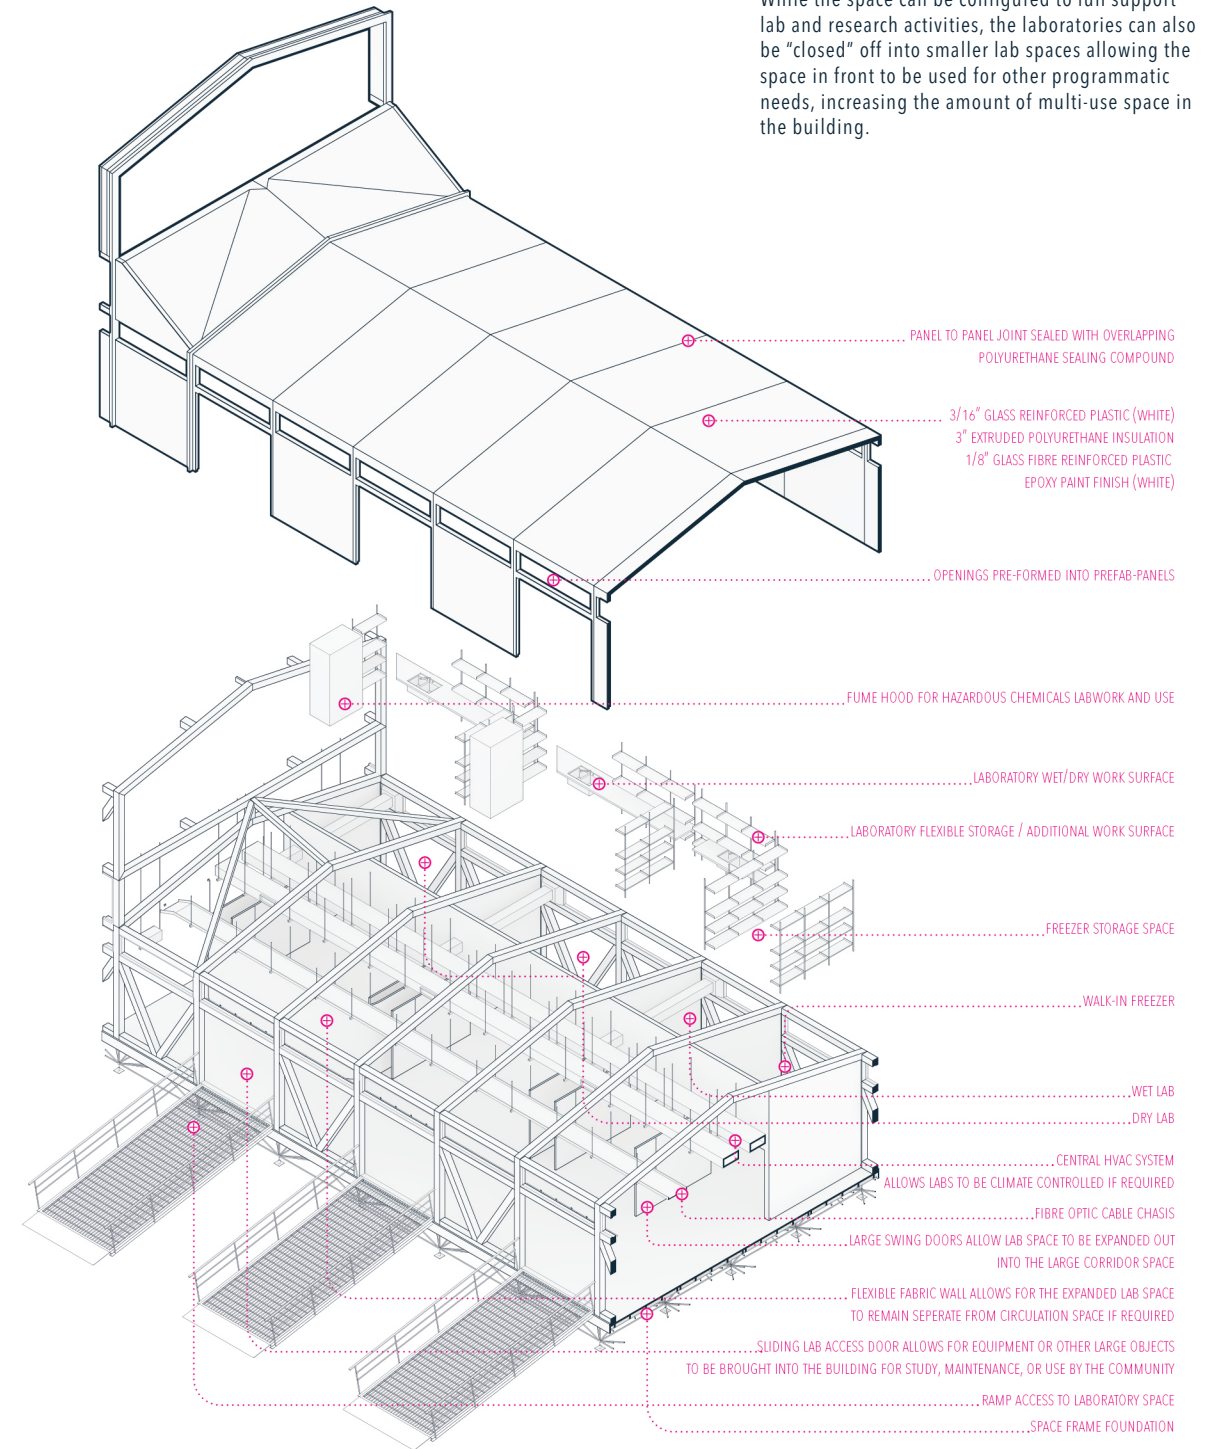 While the space can be configured to full support
lab and research activities, the laboratories can also
be “closed” off into smaller lab spaces allowing the
space in front to be used for other programmatic
needs, increasing the amount of multi-use space in
the building.
PANEL TO PANEL JOINT SEALED WITH OVERLAPPING
POLYURETHANE SEALING COMPOUND
3/16” GLASS REINFORCED PLASTIC (WHITE)
3” EXTRUDED POLYURETHANE INSULATION
1/8” GLASS FIBRE REINFORCED PLASTIC
EPOXY PAINT FINISH (WHITE)
OPENINGS PRE-FORMED INTO PREFAB-PANELS
FUME HOOD FOR HAZARDOUS CHEMICALS LABWORK AND USE
LABORATORY WET/DRY WORK SURFACE
LABORATORY FLEXIBLE STORAGE / ADDITIONAL WORK SURFACE
FREEZER STORAGE SPACE
WALK-IN FREEZER
WET LAB
DRY LAB
CENTRAL HVAC SYSTEM
ALLOWS LABS TO BE CLIMATE CONTROLLED IF REQUIRED
FIBRE OPTIC CABLE CHASIS
LARGE SWING DOORS ALLOW LAB SPACE TO BE EXPANDED OUT
INTO THE LARGE CORRIDOR SPACE
FLEXIBLE FABRIC WALL ALLOWS FOR THE EXPANDED LAB SPACE
TO REMAIN SEPERATE FROM CIRCULATION SPACE IF REQUIRED
SLIDING LAB ACCESS DOOR ALLOWS FOR EQUIPMENT OR OTHER LARGE OBJECTS
TO BE BROUGHT INTO THE BUILDING FOR STUDY, MAINTENANCE, OR USE BY THE COMMUNITY
RAMP ACCESS TO LABORATORY SPACE
SPACE FRAME FOUNDATION